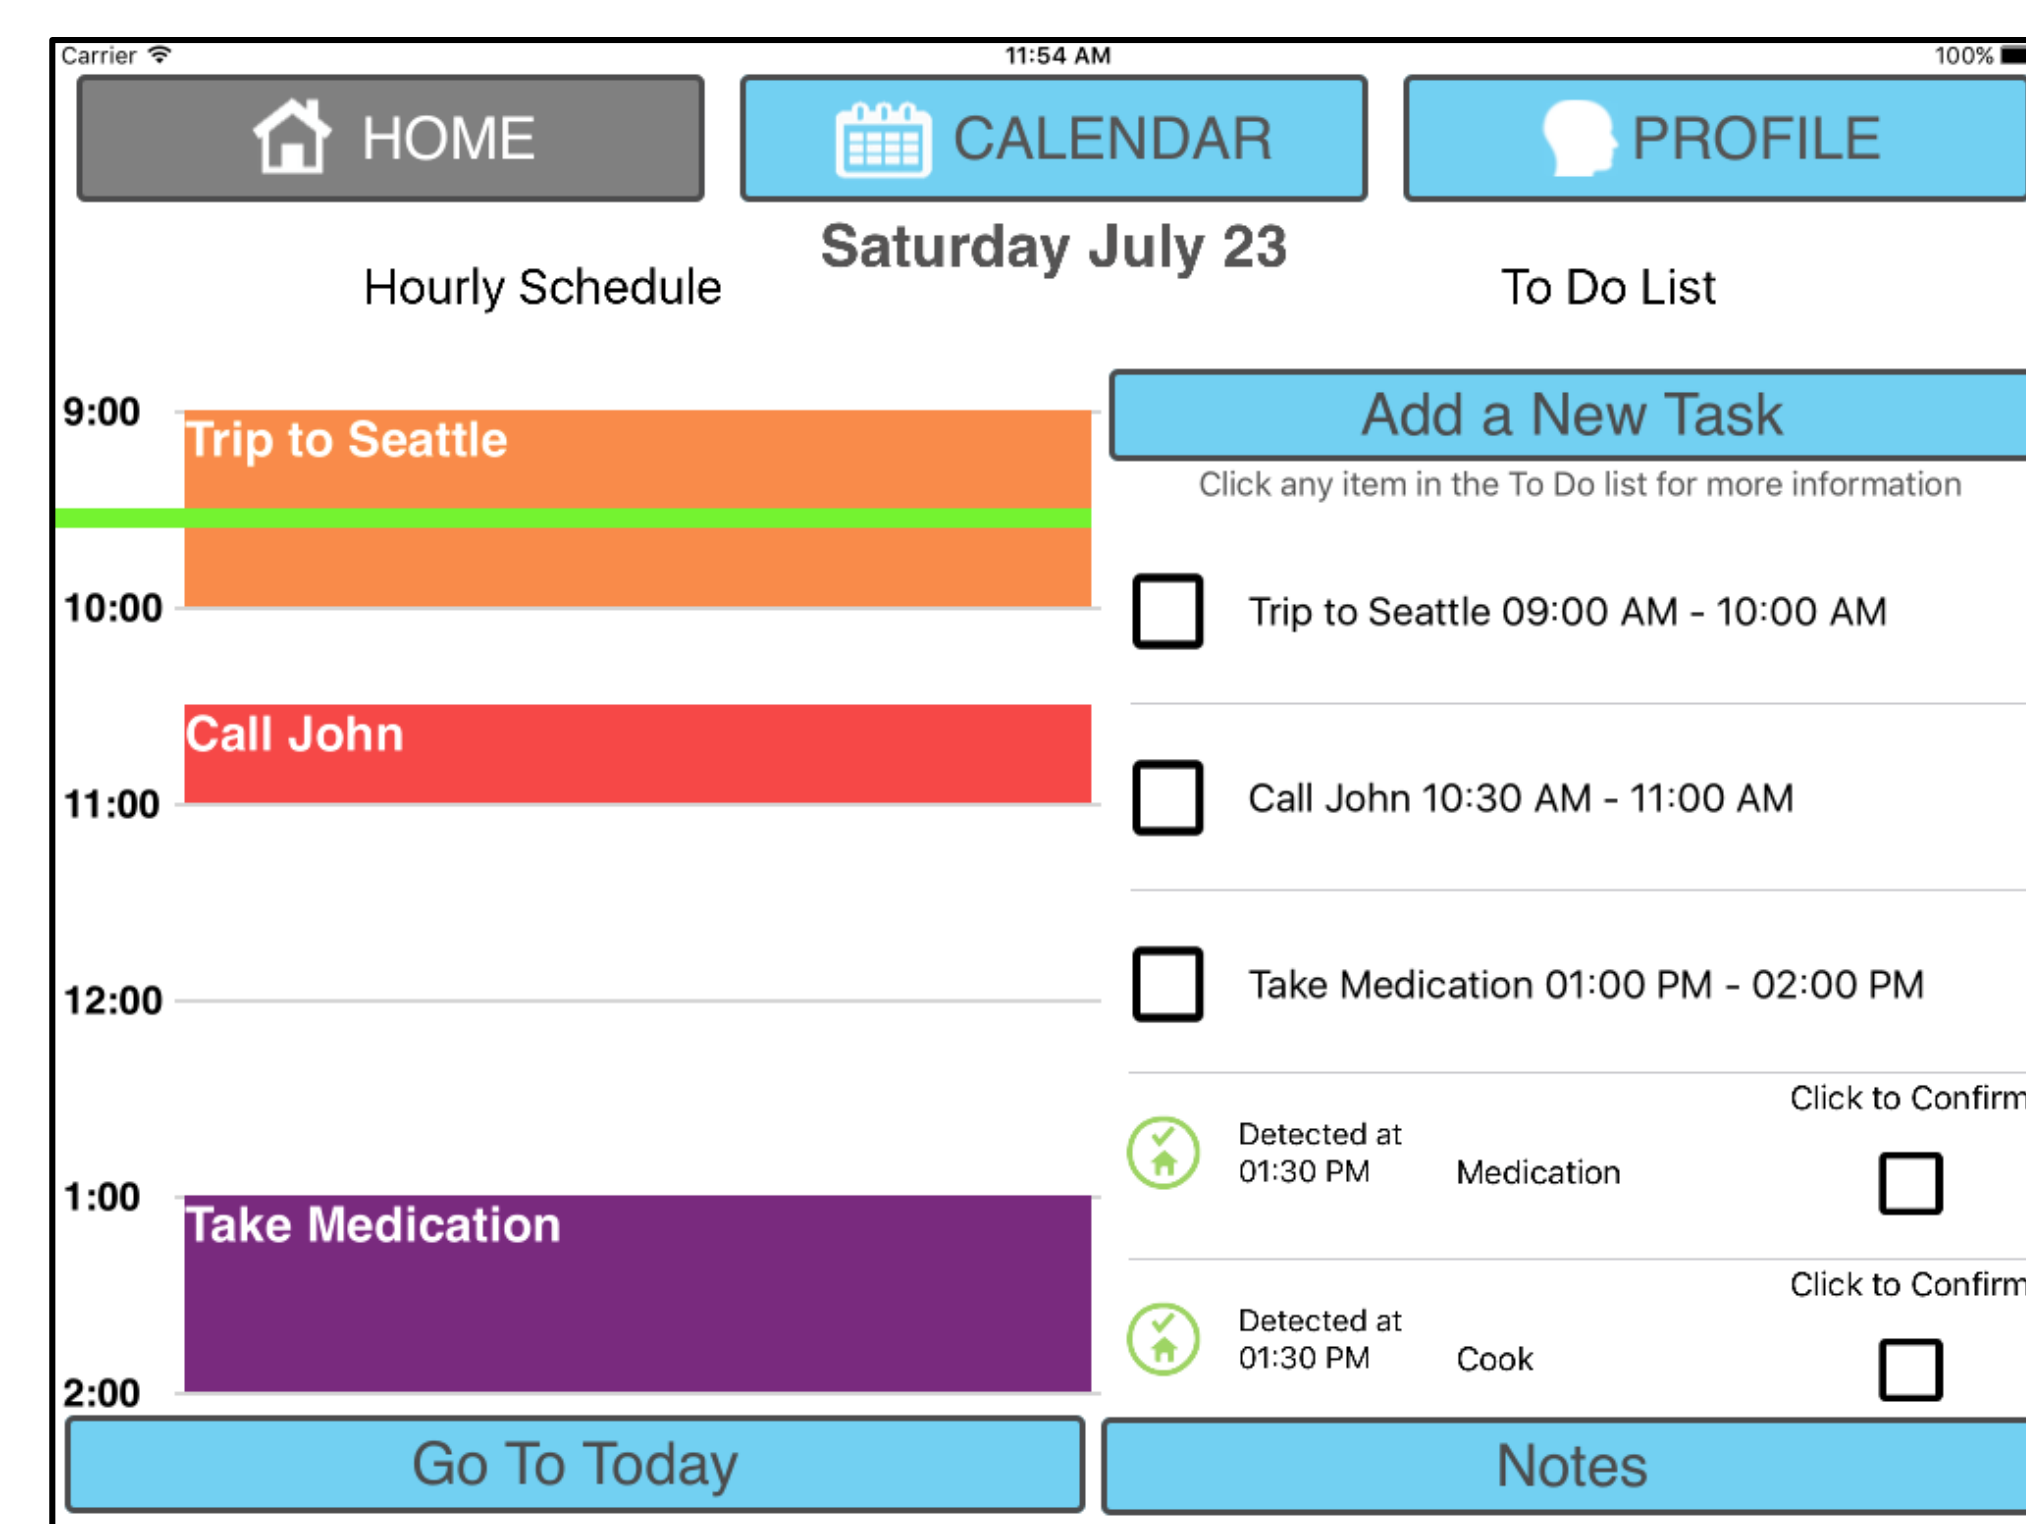 Carrier
11:54 AM
100%
HOME
CALENDAR
PROFILE
Saturday July 23
Hourly Schedule
To Do List
9:00
Trip to Seattle
10:00
Call John
11:00
12:00
1:00
Take Medication
2:00
Go To Today
Add a New Task
Click any item in the To Do list for more information
Trip to Seattle 09:00 AM - 10:00 AM
Call John 10:30 AM - 11:00 AM
Take Medication 01:00 PM - 02:00 PM
Click to Confirm
Detected at
01:30 PM
Medication
Click to Confirm
Detected at
01:30 PM
Cook
Notes